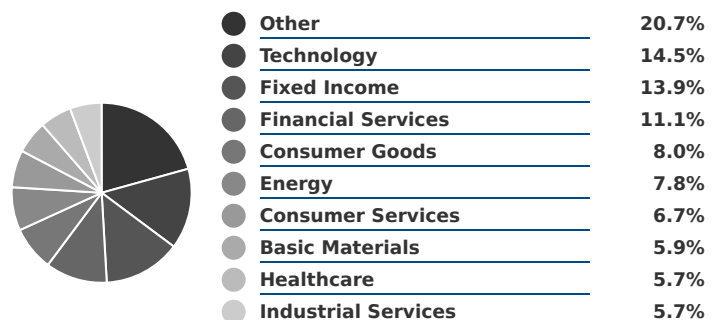 Other 20.7%
Technology 14.5%
Fixed Income 13.9%
Financial Services 11.1%
Consumer Goods 8.0%
Energy 7.8%
Consumer Services 6.7%
Basic Materials 5.9%
Healthcare 5.7%
Industrial Services 5.7%